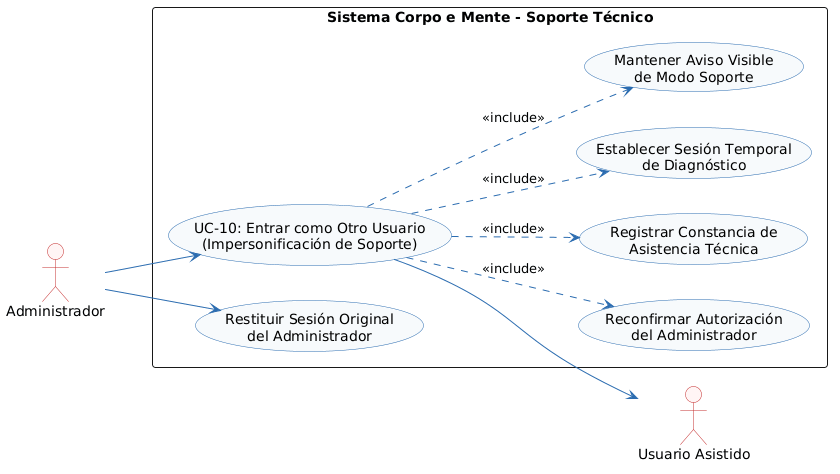 Sistema Corpo e Mente - Soporte Técnico
Mantener Aviso Visible
de Modo Soporte
«include»
Establecer Sesión Temporal
de Diagnóstico
«include»
UC-10: Entrar como Otro Usuario
(Impersonificación de Soporte)
«include»
Registrar Constancia de
Asistencia Técnica
«include»
Administrador
Restituir Sesión Original
del Administrador
Reconfirmar Autorización
del Administrador
Usuario Asistido